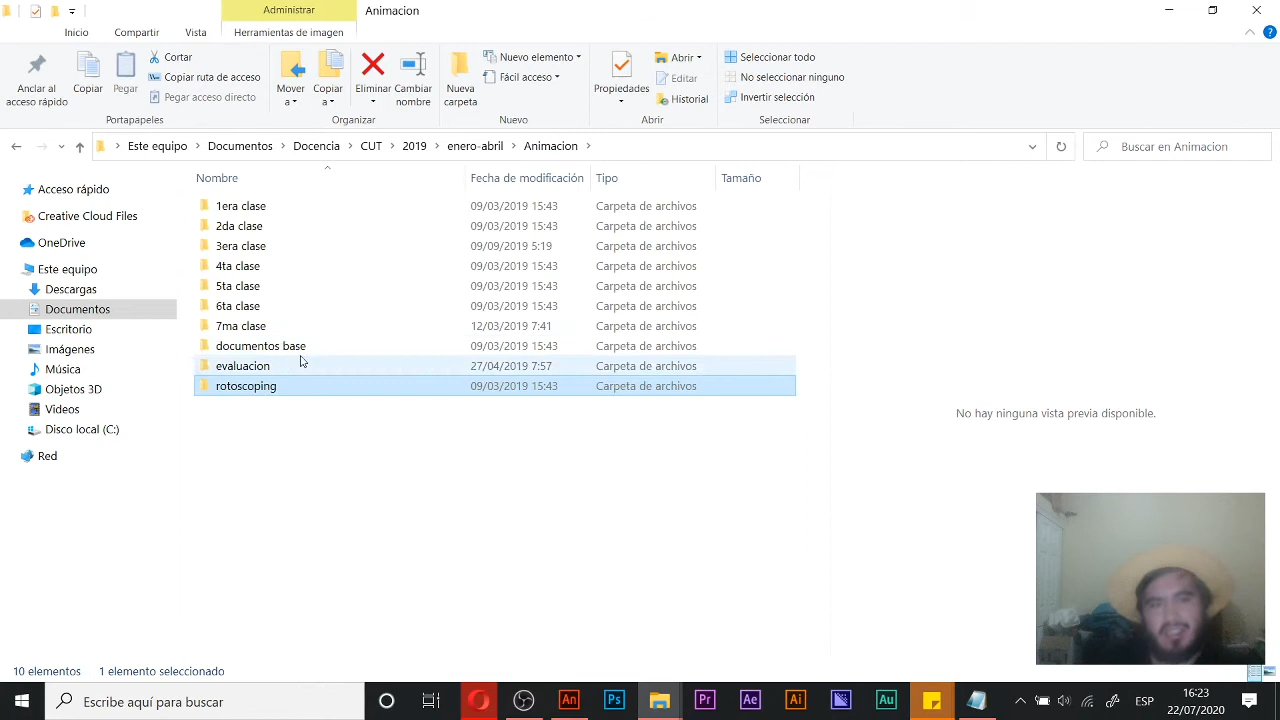 Administrar
Animacion
Inicio
Compartir
Vista
Herramientas de imagen
Anclar al acceso rápido
Copiar
Pegar
Cortar
Copiar ruta de acceso
Pegar acceso directo
Portapapeles
Mover a
Copiar a
Eliminar
Cambiar nombre
Organizar
Nueva carpeta
Nuevo elemento
Fácil acceso
Nuevo
Propiedades
Abrir
Editar
Historial
Abrir
Seleccionar todo
No seleccionar ninguno
Invertir selección
Seleccionar
Este equipo > Documentos > Docencia > CUT > 2019 > enero-abril > Animacion >
Buscar en Animacion
Acceso rápido
Creative Cloud Files
OneDrive
Este equipo
Descargas
Documentos
Escritorio
Imágenes
Música
Objetos 3D
Videos
Disco local (C:)
Red
Nombre Fecha de modificación Tipo Tamaño
1era clase 09/03/2019 15:43 Carpeta de archivos
2da clase 09/03/2019 15:43 Carpeta de archivos
3era clase 09/09/2019 5:19 Carpeta de archivos
4ta clase 09/03/2019 15:43 Carpeta de archivos
5ta clase 09/03/2019 15:43 Carpeta de archivos
6ta clase 09/03/2019 15:43 Carpeta de archivos
7ma clase 12/03/2019 7:41 Carpeta de archivos
documentos base 09/03/2019 15:43 Carpeta de archivos
evaluacion 27/04/2019 7:57 Carpeta de archivos
rotoscoping 09/03/2019 15:43 Carpeta de archivos
No hay ninguna vista previa disponible.
10 elementos 1 elemento seleccionado
Escribe aquí para buscar
An
Ps
Pr
Ae
Ai
Au
ESP
16:23
22/07/2020